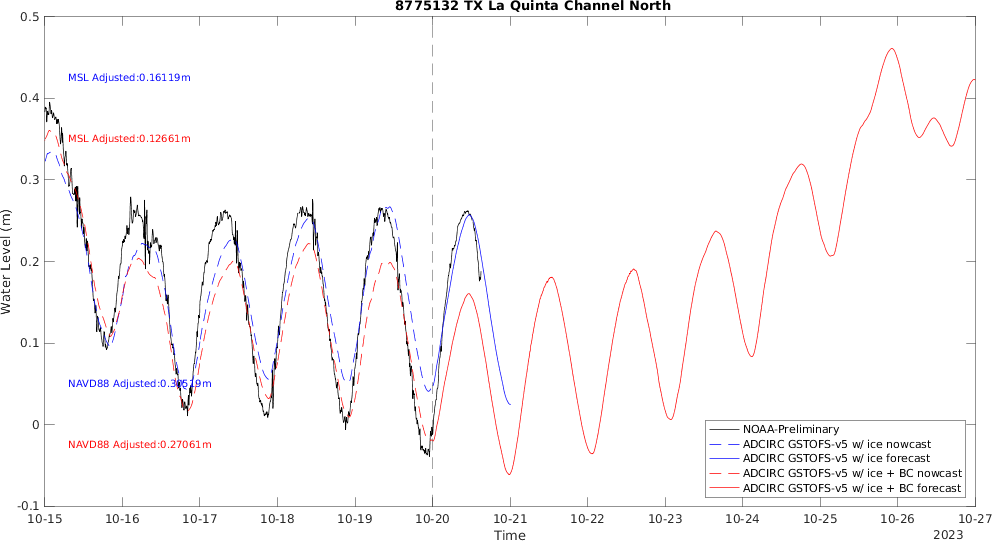 8775132 TX La Quinta Channel North
Water Level (m)
0.5
0.4
0.3
0.2
0.1
0
-0.1
MSL Adjusted:0.16119m
MSL Adjusted:0.12661m
NAVD88 Adjusted:0.30519m
NAVD88 Adjusted:0.27061m
NOAA-Preliminary
ADCIRC GSTOFS-v5 w/ ice nowcast
ADCIRC GSTOFS-v5 w/ ice forecast
ADCIRC GSTOFS-v5 w/ ice + BC nowcast
ADCIRC GSTOFS-v5 w/ ice + BC forecast
10-15 10-16 10-17 10-18 10-19 10-20 10-21 10-22 10-23 10-24 10-25 10-26 10-27
Time
2023